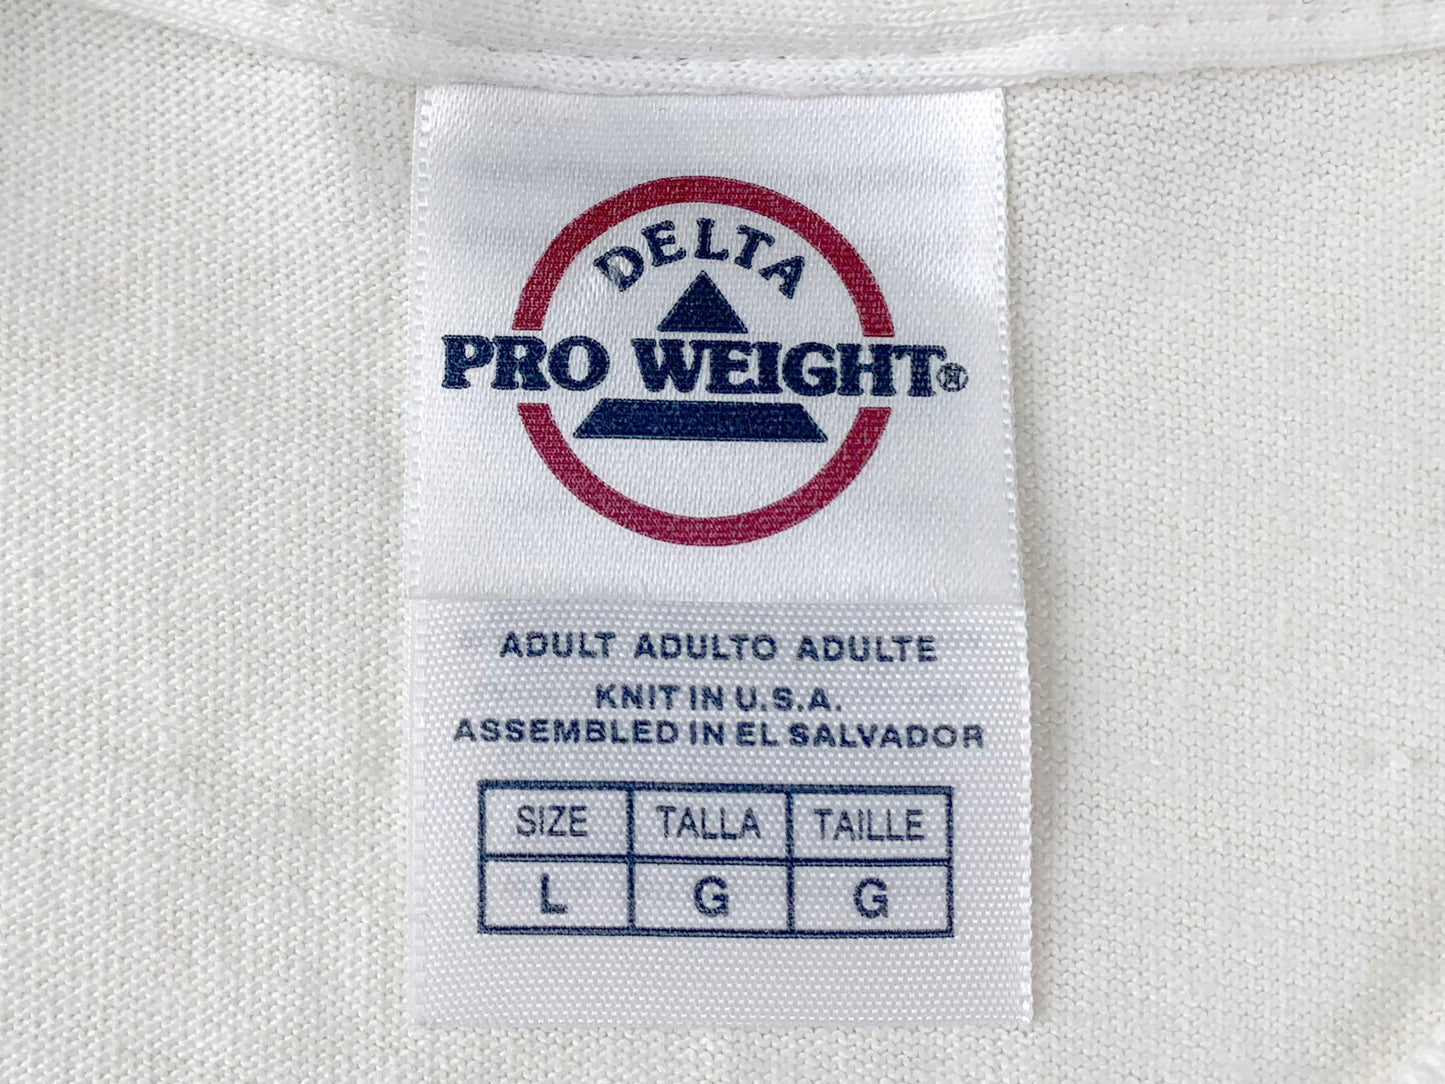 DELTA
PRO WEIGHT®
ADULT ADULTO ADULTE
KNIT IN U.S.A.
ASSEMBLED IN EL SALVADOR
SIZE TALLA TAILLE
L G G